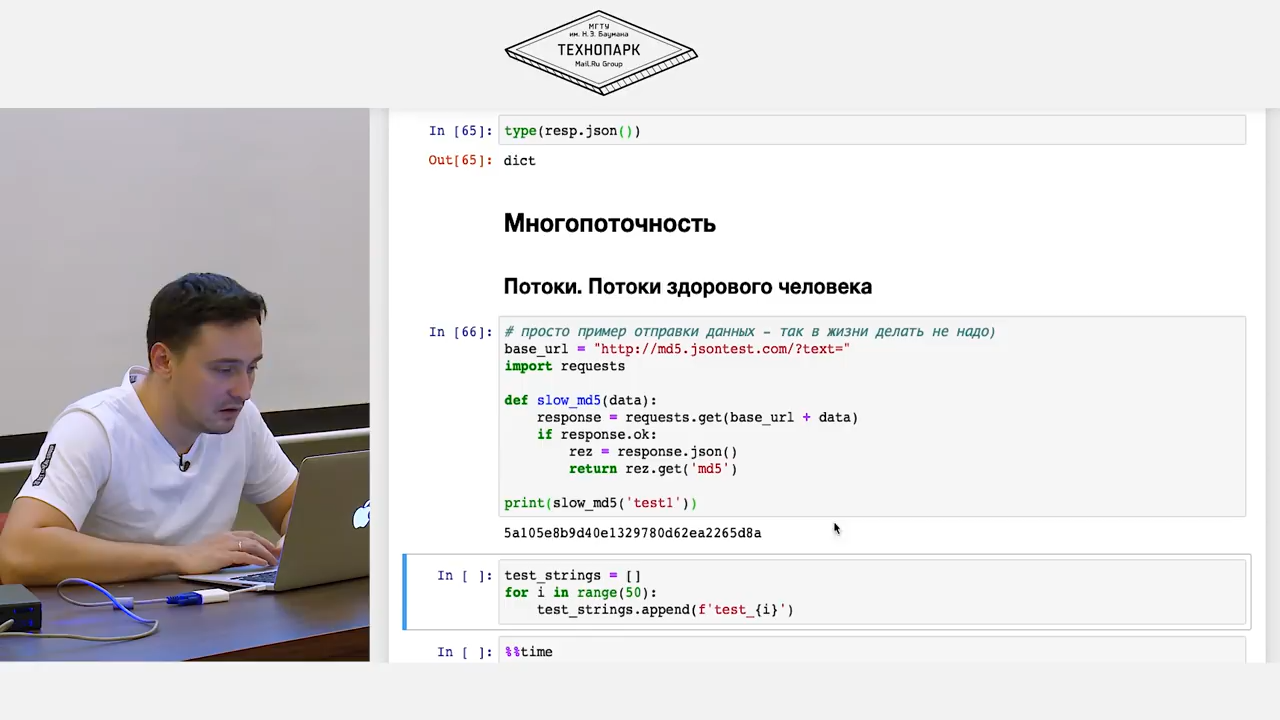 МГТУ
им. Н.Э. Баумана
ТЕХНОПАРК
Mail.Ru Group
In [65]: type(resp.json())
Out[65]: dict
Многопоточность
Потоки. Потоки здорового человека
In [66]: # просто пример отправки данных – так в жизни делать не надо)
base_url = "http://md5.jsontest.com/?text="
import requests
def slow_md5(data):
response = requests.get(base_url + data)
if response.ok:
rez = response.json()
return rez.get('md5')
print(slow_md5('test1'))
5a105e8b9d40e1329780d62ea2265d8a
In [ ]: test_strings = []
for i in range(50):
test_strings.append(f'test_{i}')
In [ ]: %%time